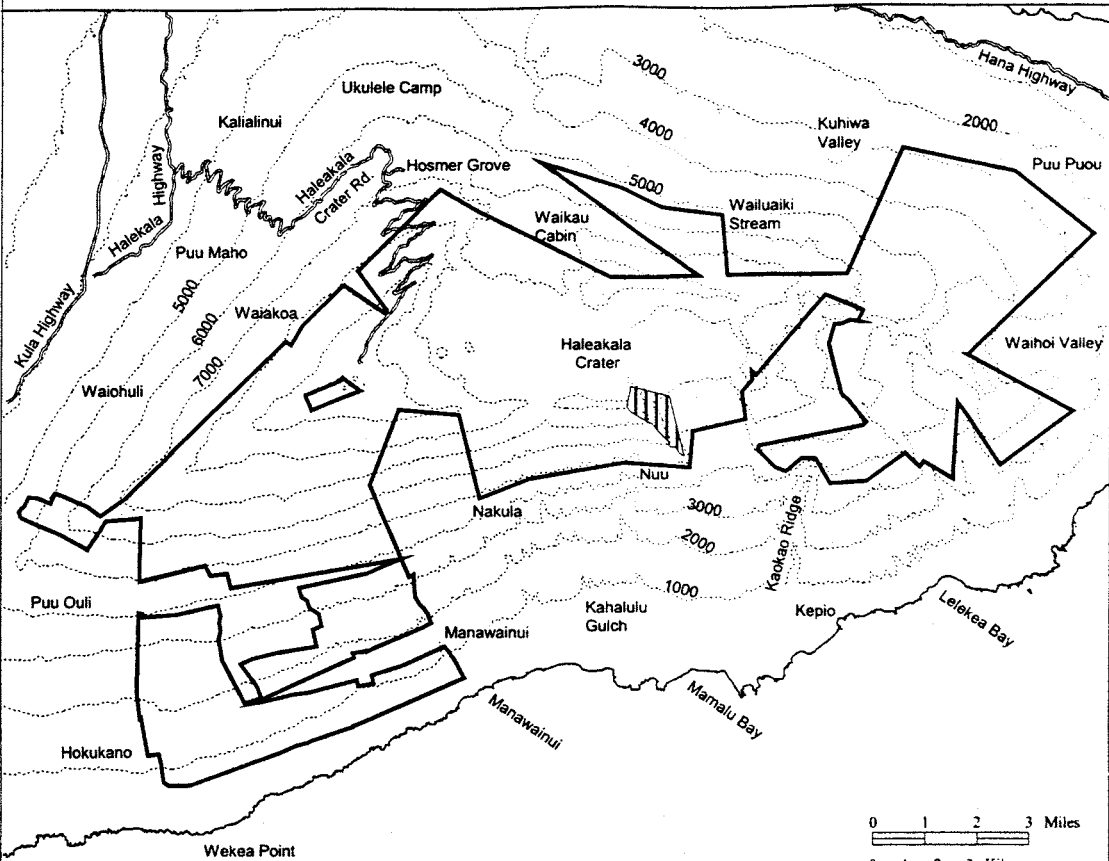 Hana Highway
3000
Ukulele Camp
Kalialinui
4000
Kuhiwa
Valley
2000
Puu Puou
Haleakala
Crater Rd.
Hosmer Grove
5000
Highway
Halekala
Waikau
Cabin
Wailuaiki
Stream
Puu Maho
5000
6000
7000
Kula Highway
Waiakoa
Haleakala
Crater
Waihoi Valley
Waiohuli
Nuu
Nakula
3000
2000
1000
Kaokao Ridge
Puu Ouli
Kahalulu
Gulch
Kepio
Lelekea Bay
Manawainui
Manawainui
Mamalu Bay
Hokukano
0 1 2 3 Miles
Wekea Point